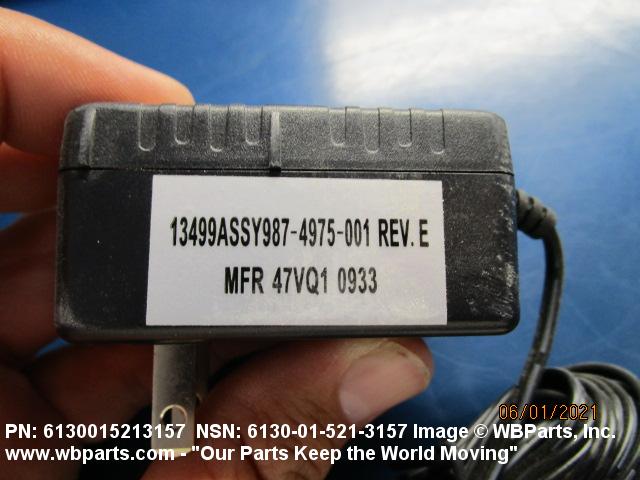 13499ASSY987-4975-001 REV. E
MFR 47VQ1 0933
06/01/2021
PN: 6130015213157 NSN: 6130-01-521-3157 Image © WBParts, Inc.
www.wbparts.com - "Our Parts Keep the World Moving"